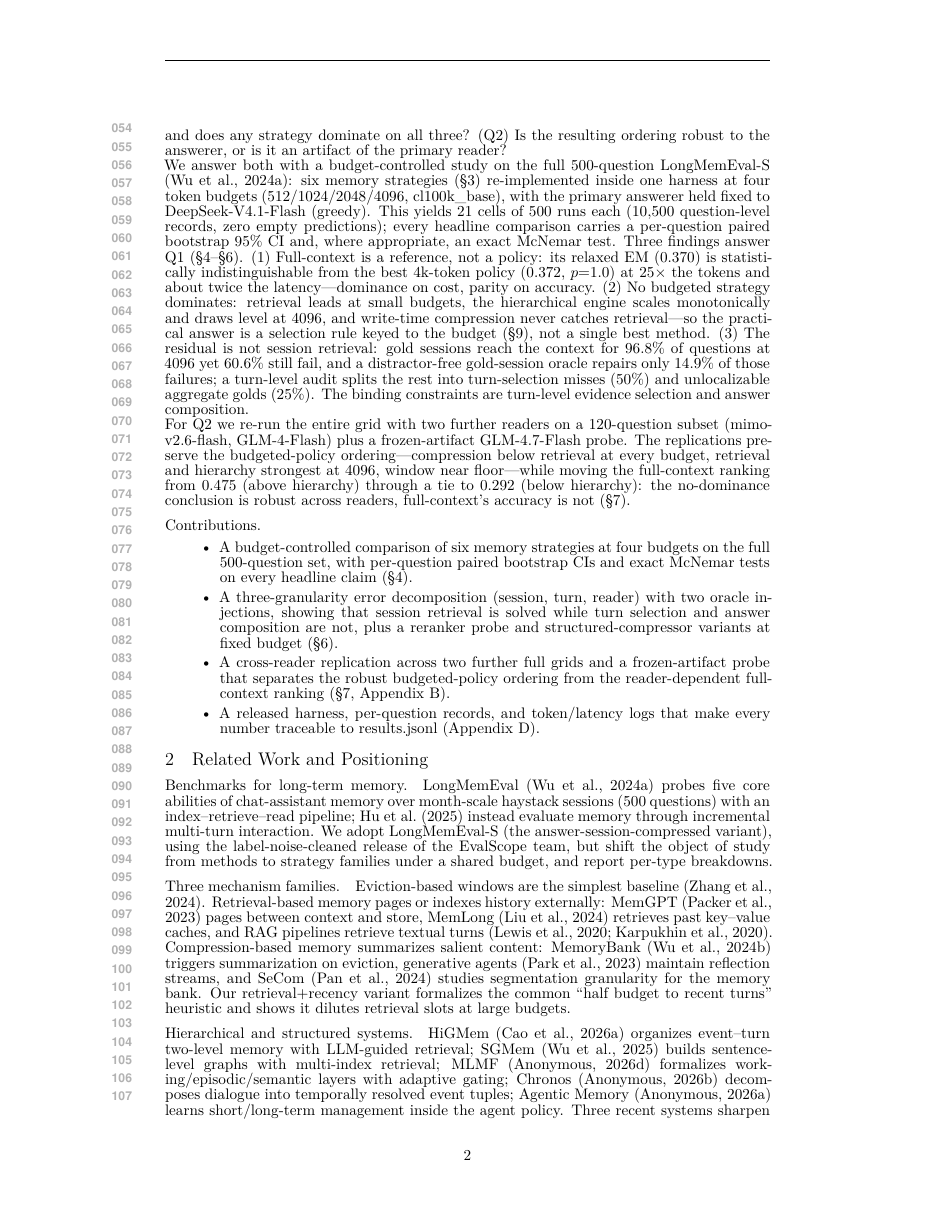 054
055
056
057
058
059
060
061
062
063
064
065
066
067
068
069
070
071
072
073
074
075
076
077
078
079
080
081
082
083
084
085
086
087
088
089
090
091
092
093
094
095
096
097
098
099
100
101
102
103
104
105
106
107
and does any strategy dominate on all three? (Q2) Is the resulting ordering robust to the
answerer, or is it an artifact of the primary reader?
We answer both with a budget-controlled study on the full 500-question LongMemEval-S
(Wu et al., 2024a): six memory strategies (§3) re-implemented inside one harness at four
token budgets (512/1024/2048/4096, cl100k_base), with the primary answerer held fixed to
DeepSeek-V4.1-Flash (greedy). This yields 21 cells of 500 runs each (10,500 question-level
records, zero empty predictions); every headline comparison carries a per-question paired
bootstrap 95% CI and, where appropriate, an exact McNemar test. Three findings answer
Q1 (§4–§6). (1) Full-context is a reference, not a policy: its relaxed EM (0.370) is statisti-
cally indistinguishable from the best 4k-token policy (0.372, p=1.0) at 25× the tokens and
about twice the latency—dominance on cost, parity on accuracy. (2) No budgeted strategy
dominates: retrieval leads at small budgets, the hierarchical engine scales monotonically
and draws level at 4096, and write-time compression never catches retrieval—so the practi-
cal answer is a selection rule keyed to the budget (§9), not a single best method. (3) The
residual is not session retrieval: gold sessions reach the context for 96.8% of questions at
4096 yet 60.6% still fail, and a distractor-free gold-session oracle repairs only 14.9% of those
failures; a turn-level audit splits the rest into turn-selection misses (50%) and unlocalizable
aggregate golds (25%). The binding constraints are turn-level evidence selection and answer
composition.
For Q2 we re-run the entire grid with two further readers on a 120-question subset (mimo-
v2.6-flash, GLM-4-Flash) plus a frozen-artifact GLM-4.7-Flash probe. The replications pre-
serve the budgeted-policy ordering—compression below retrieval at every budget, retrieval
and hierarchy strongest at 4096, window near floor—while moving the full-context ranking
from 0.475 (above hierarchy) through a tie to 0.292 (below hierarchy): the no-dominance
conclusion is robust across readers, full-context's accuracy is not (§7).
Contributions.
• A budget-controlled comparison of six memory strategies at four budgets on the full
500-question set, with per-question paired bootstrap CIs and exact McNemar tests
on every headline claim (§4).
• A three-granularity error decomposition (session, turn, reader) with two oracle in-
jections, showing that session retrieval is solved while turn selection and answer
composition are not, plus a reranker probe and structured-compressor variants at
fixed budget (§6).
• A cross-reader replication across two further full grids and a frozen-artifact probe
that separates the robust budgeted-policy ordering from the reader-dependent full-
context ranking (§7, Appendix B).
• A released harness, per-question records, and token/latency logs that make every
number traceable to results.jsonl (Appendix D).
2 Related Work and Positioning
Benchmarks for long-term memory. LongMemEval (Wu et al., 2024a) probes five core
abilities of chat-assistant memory over month-scale haystack sessions (500 questions) with an
index–retrieve–read pipeline; Hu et al. (2025) instead evaluate memory through incremental
multi-turn interaction. We adopt LongMemEval-S (the answer-session-compressed variant),
using the label-noise-cleaned release of the EvalScope team, but shift the object of study
from methods to strategy families under a shared budget, and report per-type breakdowns.
Three mechanism families. Eviction-based windows are the simplest baseline (Zhang et al.,
2024). Retrieval-based memory pages or indexes history externally: MemGPT (Packer et al.,
2023) pages between context and store, MemLong (Liu et al., 2024) retrieves past key–value
caches, and RAG pipelines retrieve textual turns (Lewis et al., 2020; Karpukhin et al., 2020).
Compression-based memory summarizes salient content: MemoryBank (Wu et al., 2024b)
triggers summarization on eviction, generative agents (Park et al., 2023) maintain reflection
streams, and SeCom (Pan et al., 2024) studies segmentation granularity for the memory
bank. Our retrieval+recency variant formalizes the common “half budget to recent turns”
heuristic and shows it dilutes retrieval slots at large budgets.
Hierarchical and structured systems. HiGMem (Cao et al., 2026a) organizes event–turn
two-level memory with LLM-guided retrieval; SGMem (Wu et al., 2025) builds sentence-
level graphs with multi-index retrieval; MLMF (Anonymous, 2026d) formalizes work-
ing/episodic/semantic layers with adaptive gating; Chronos (Anonymous, 2026b) decom-
poses dialogue into temporally resolved event tuples; Agentic Memory (Anonymous, 2026a)
learns short/long-term management inside the agent policy. Three recent systems sharpen
2